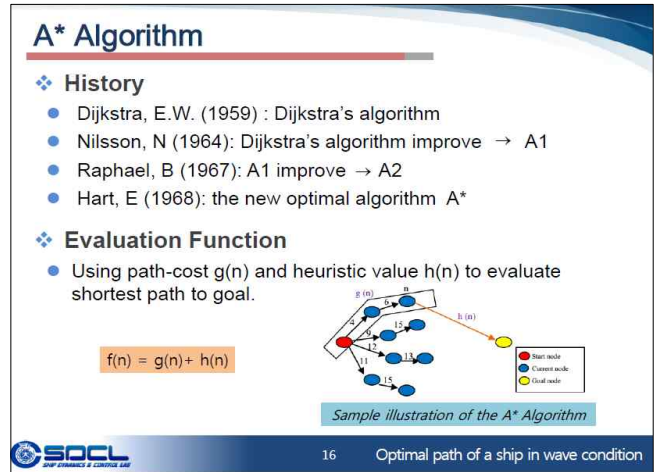 A* Algorithm
History
Dijkstra, E.W. (1959) : Dijkstra's algorithm
Nilsson, N (1964): Dijkstra's algorithm improve → A1
Raphael, B (1967): A1 improve → A2
Hart, E (1968): the new optimal algorithm A*
Evaluation Function
Using path-cost g(n) and heuristic value h(n) to evaluate
shortest path to goal.
g (n)
n
6
4
h (n)
15
9
12
13
11
15
f(n) = g(n)+ h(n)
Start node
Current node
Goal node
Sample illustration of the A* Algorithm
SDCL
SHIP DYNAMICS & CONTROL LAB
16
Optimal path of a ship in wave condition